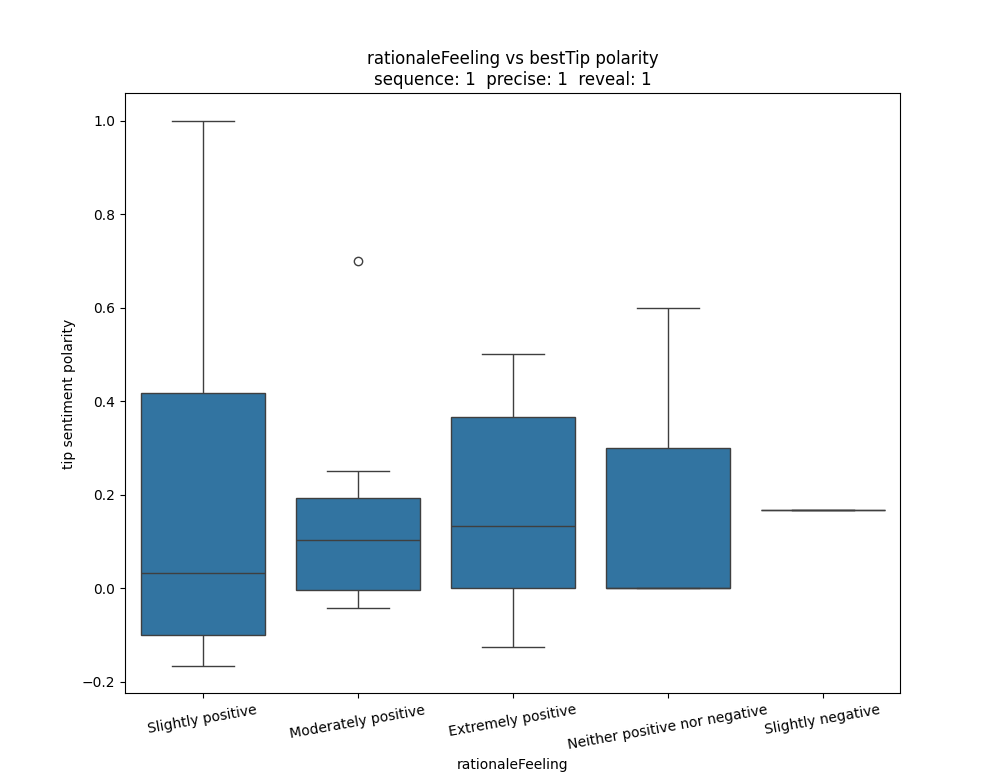 rationaleFeeling vs bestTip polarity
sequence: 1  precise: 1  reveal: 1
tip sentiment polarity
1.0
0.8
0.6
0.4
0.2
0.0
−0.2
Slightly positive
Moderately positive
Extremely positive
Neither positive nor negative
Slightly negative
rationaleFeeling